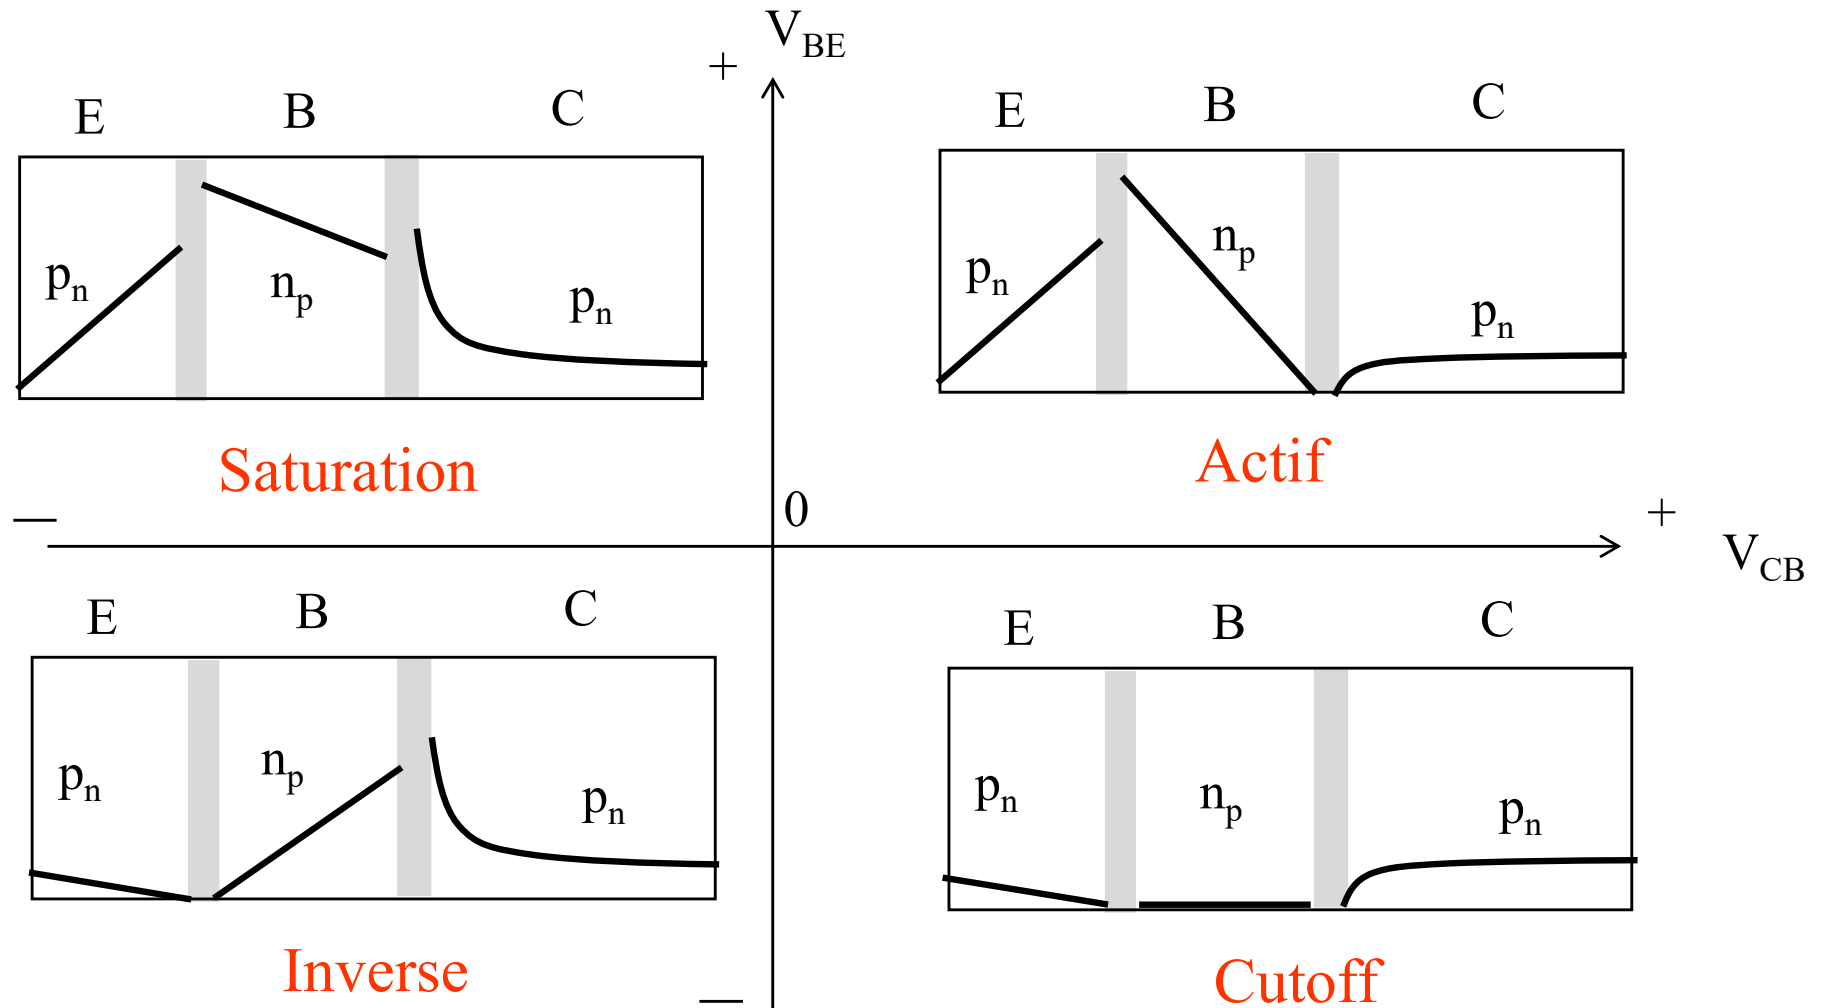 V_BE
+
E B C
p_n n_p p_n
Saturation
E B C
p_n n_p p_n
Actif
— 0 +
V_CB
E B C
p_n n_p p_n
Inverse
E B C
p_n n_p p_n
Cutoff
—